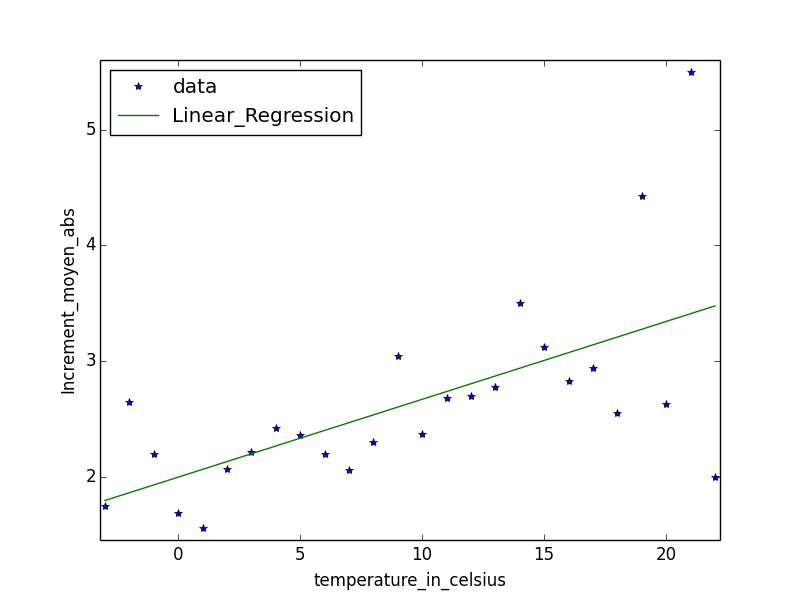 data
Linear_Regression
5
4
3
2
Increment_moyen_abs
0 5 10 15 20
temperature_in_celsius